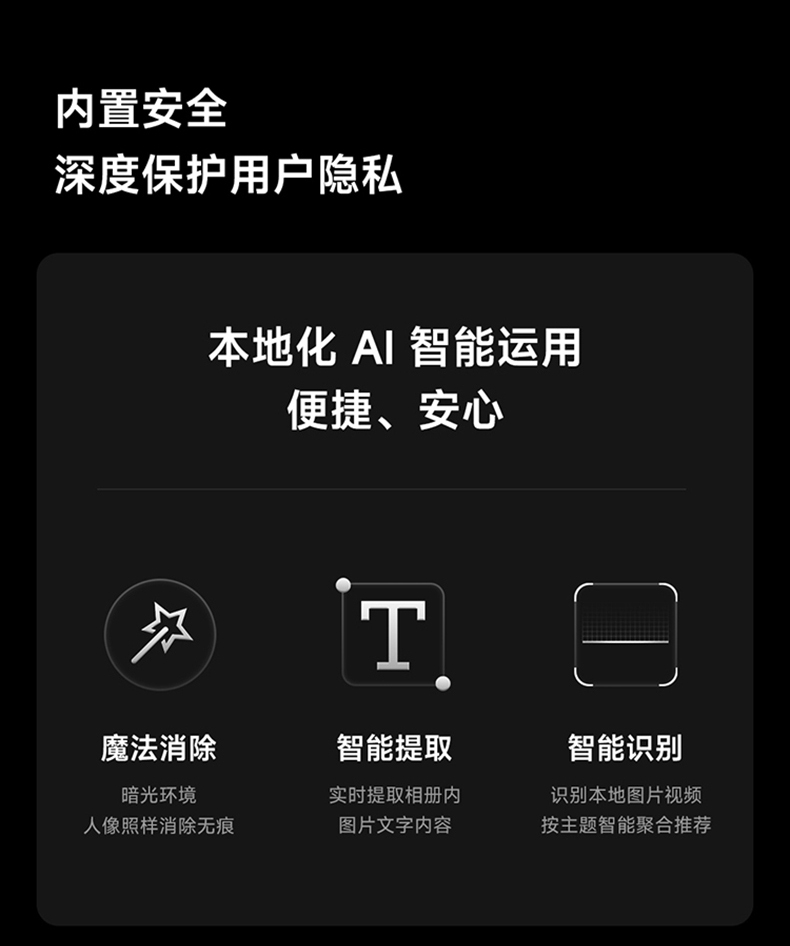 内置安全
深度保护用户隐私
本地化 AI 智能运用
便捷、安心
T
魔法消除
智能提取
智能识别
暗光环境
人像照样消除无痕
实时提取相册内
图片文字内容
识别本地图片视频
按主题智能聚合推荐